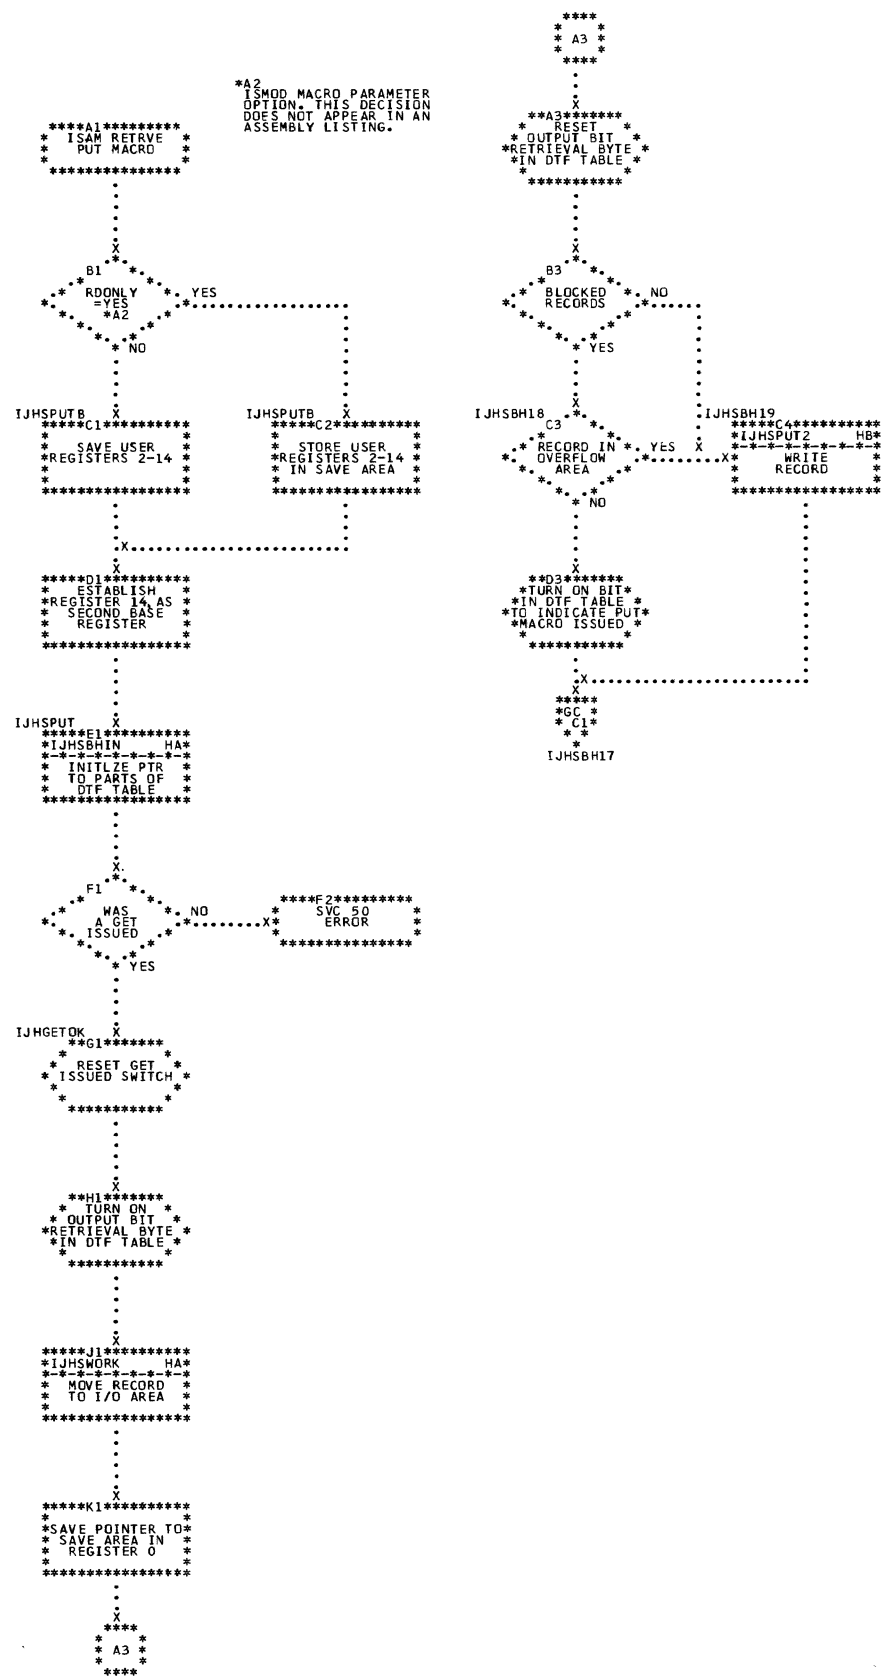 *A2
ISMOD MACRO PARAMETER
OPTION. THIS DECISION
DOES NOT APPEAR IN AN
ASSEMBLY LISTING.
A1
ISAM RETRVE
PUT MACRO
B1
RDONLY
=YES
*A2
YES
NO
IJHSPUTB
C1
SAVE USER
REGISTERS 2-14
IJHSPUTB
C2
STORE USER
REGISTERS 2-14
IN SAVE AREA
D1
ESTABLISH
REGISTER 14 AS
SECOND BASE
REGISTER
IJHSPUT
E1
IJHSBHIN HA
INITLZE PTR
TO PARTS OF
DTF TABLE
F1
WAS
A GET
ISSUED
NO
YES
F2
SVC 50
ERROR
IJHGETOK
G1
RESET GET
ISSUED SWITCH
H1
TURN ON
OUTPUT BIT
RETRIEVAL BYTE
IN DTF TABLE
J1
IJHSWORK HA
MOVE RECORD
TO I/O AREA
K1
SAVE POINTER TO
SAVE AREA IN
REGISTER 0
A3
A3
A3
RESET
OUTPUT BIT
RETRIEVAL BYTE
IN DTF TABLE
B3
BLOCKED
RECORDS
NO
YES
IJHSBH18
C3
RECORD IN
OVERFLOW
AREA
YES
NO
IJHSBH19
C4
IJHSPUT2 HB
WRITE
RECORD
D3
TURN ON BIT
IN DTF TABLE
TO INDICATE PUT
MACRO ISSUED
GC
C1
IJHSBH17